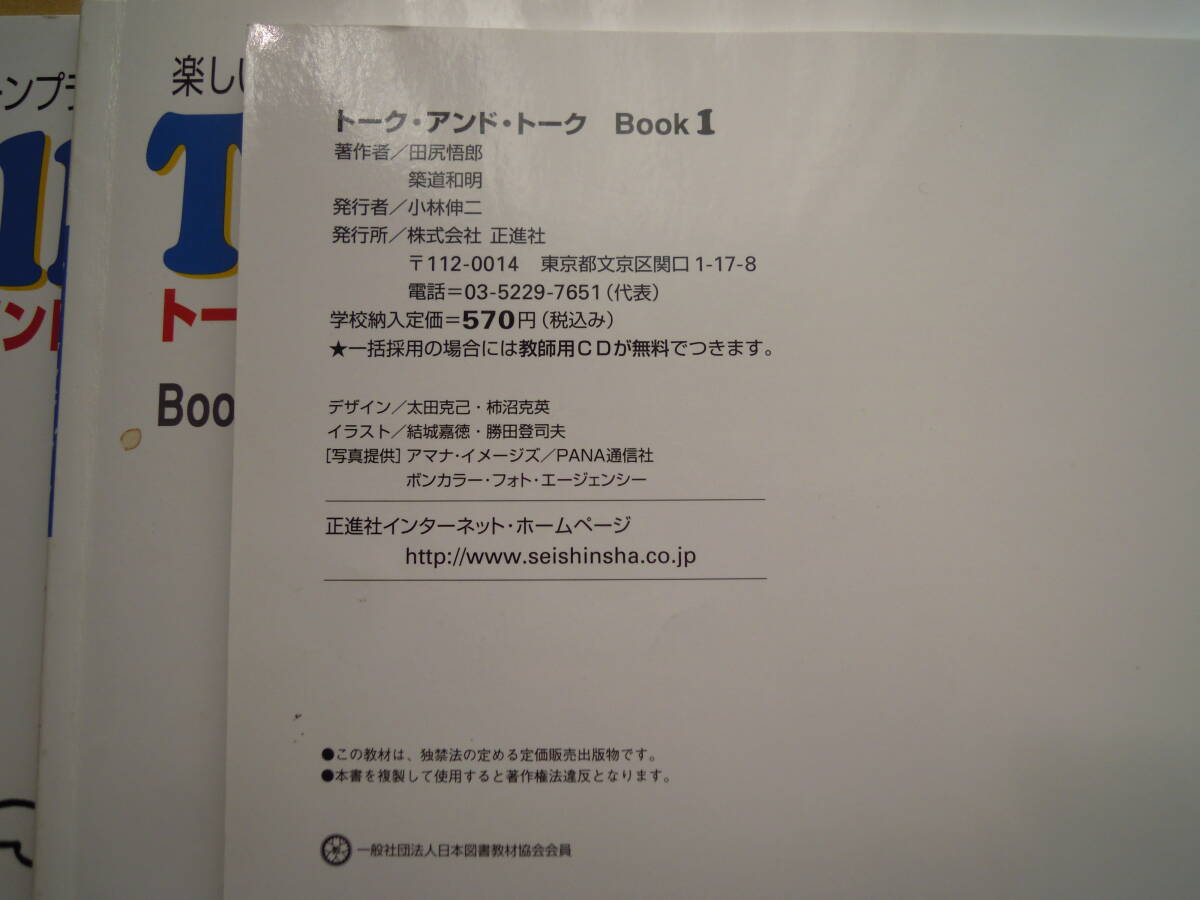 ンプラ
ンド
楽しい
T
トー
Boo
トーク・アンド・トーク Book 1
著作者／田尻悟郎
築道和明
発行者／小林伸二
発行所／株式会社 正進社
〒112-0014 東京都文京区関口1-17-8
電話＝03-5229-7651（代表）
学校納入定価＝570円（税込み）
★一括採用の場合には教師用CDが無料でつきます。
デザイン／太田克己・柿沼克英
イラスト／結城嘉徳・勝田登司夫
［写真提供］アマナ・イメージズ／PANA通信社
ボンカラー・フォト・エージェンシー
正進社インターネット・ホームページ
http://www.seishinsha.co.jp
●この教材は、独禁法の定める定価販売出版物です。
●本書を複製して使用すると著作権法違反となります。
一般社団法人日本図書教材協会会員